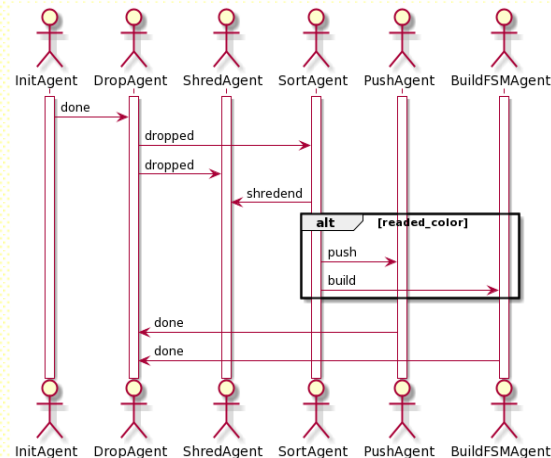 InitAgent DropAgent ShredAgent SortAgent PushAgent BuildFSMAgent
done
dropped
dropped
shredend
alt [readed_color]
push
build
done
done
InitAgent DropAgent ShredAgent SortAgent PushAgent BuildFSMAgent